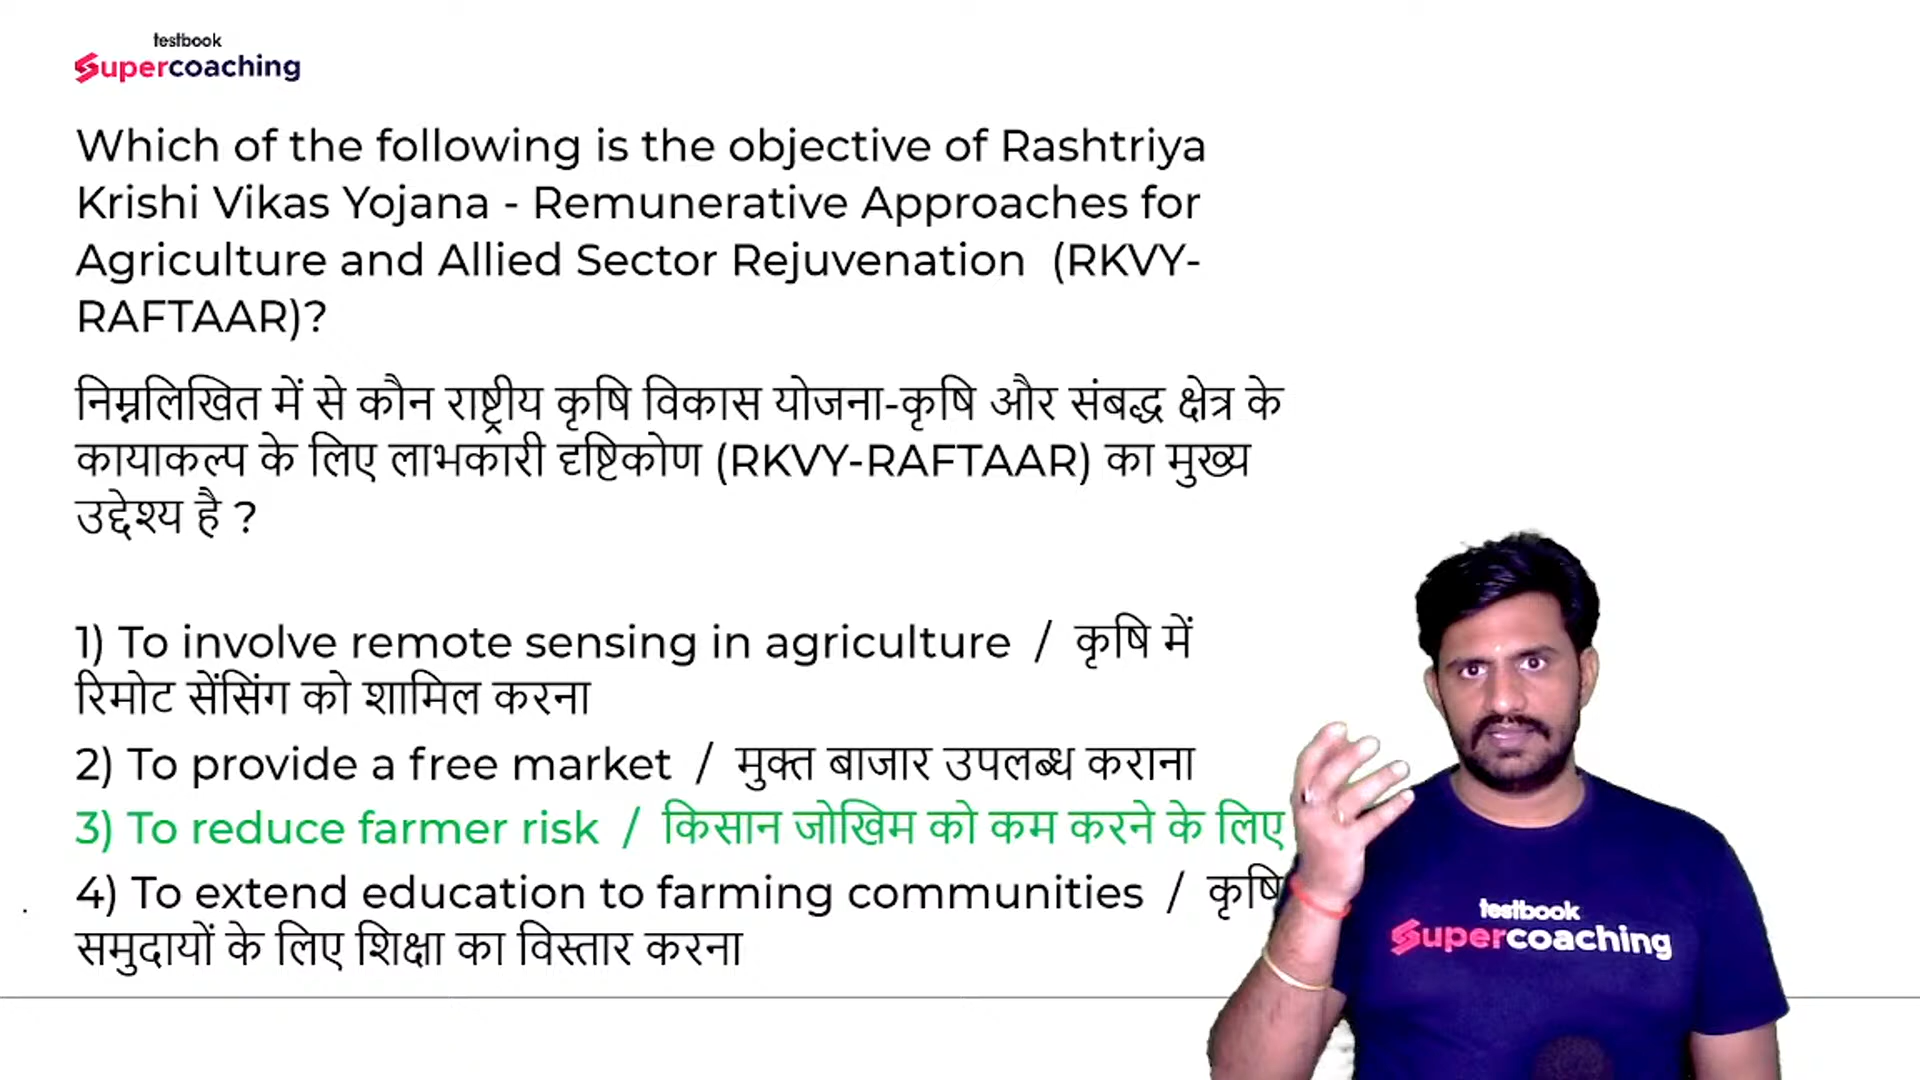 testbook
Supercoaching
Which of the following is the objective of Rashtriya
Krishi Vikas Yojana - Remunerative Approaches for
Agriculture and Allied Sector Rejuvenation (RKVY-
RAFTAAR)?
निम्नलिखित में से कौन राष्ट्रीय कृषि विकास योजना-कृषि और संबद्ध क्षेत्र के
कायाकल्प के लिए लाभकारी दृष्टिकोण (RKVY-RAFTAAR) का मुख्य
उद्देश्य है ?
1) To involve remote sensing in agriculture / कृषि में
रिमोट सेंसिंग को शामिल करना
2) To provide a free market / मुक्त बाजार उपलब्ध कराना
3) To reduce farmer risk / किसान जोखिम को कम करने के लिए
4) To extend education to farming communities / कृषि
समुदायों के लिए शिक्षा का विस्तार करना
testbook
Supercoaching